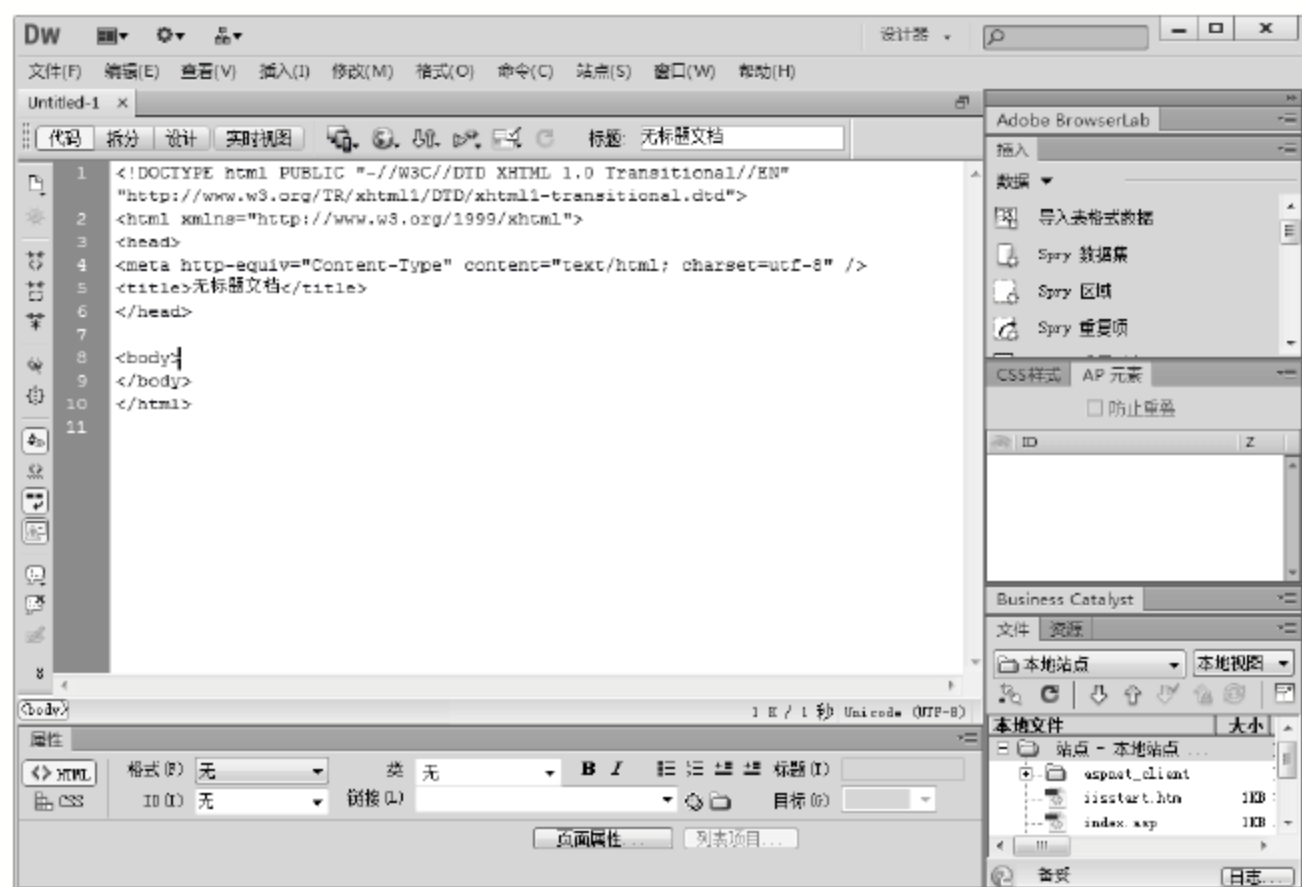 Dw
设计器
文件(F) 编辑(E) 查看(V) 插入(I) 修改(M) 格式(O) 命令(C) 站点(S) 窗口(W) 帮助(H)
Untitled-1 ×
代码 拆分 设计 实时视图 标题: 无标题文档
1 <!DOCTYPE html PUBLIC "-//W3C//DTD XHTML 1.0 Transitional//EN"
"http://www.w3.org/TR/xhtml1/DTD/xhtml1-transitional.dtd">
2 <html xmlns="http://www.w3.org/1999/xhtml">
3 <head>
4 <meta http-equiv="Content-Type" content="text/html; charset=utf-8" />
5 <title>无标题文档</title>
6 </head>
7
8 <body>
9 </body>
10 </html>
11
<body>
1 K / 1 秒 Unicode (UTF-8)
属性
<> HTML 格式(F) 无 类 无 B I 标题(T)
CSS ID(I) 无 链接(L) 目标(G)
页面属性... 列表项目...
Adobe BrowserLab
插入
数据
导入表格式数据
Spry 数据集
Spry 区域
Spry 重复项
CSS样式 AP 元素
防止重叠
ID Z
Business Catalyst
文件 资源
本地站点 本地视图
本地文件 大小
站点 - 本地站点 ...
aspnet_client
iisstart.htm 1KB
index.asp 1KB
备妥 日志...